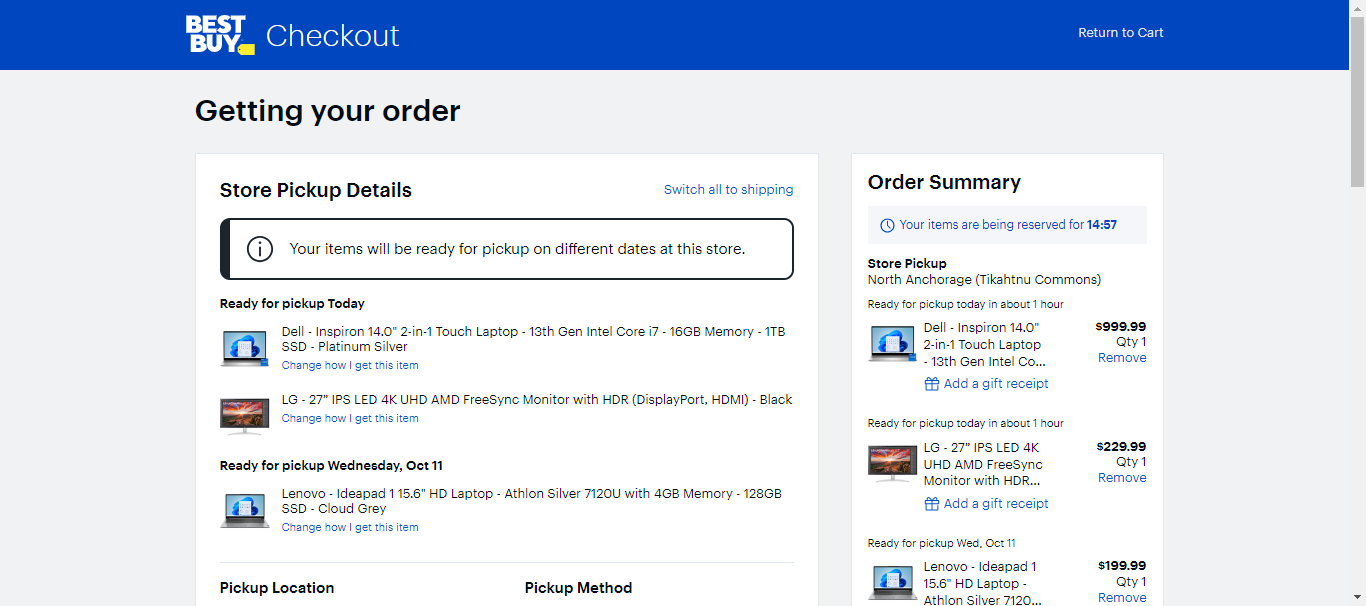 BEST
BUY
Checkout
Return to Cart
Getting your order
Store Pickup Details
Switch all to shipping
Your items will be ready for pickup on different dates at this store.
Ready for pickup Today
Dell - Inspiron 14.0" 2-in-1 Touch Laptop - 13th Gen Intel Core i7 - 16GB Memory - 1TB
SSD - Platinum Silver
Change how I get this item
LG - 27” IPS LED 4K UHD AMD FreeSync Monitor with HDR (DisplayPort, HDMI) - Black
Change how I get this item
Ready for pickup Wednesday, Oct 11
Lenovo - Ideapad 1 15.6" HD Laptop - Athlon Silver 7120U with 4GB Memory - 128GB
SSD - Cloud Grey
Change how I get this item
Pickup Location
Pickup Method
Order Summary
Your items are being reserved for 14:57
Store Pickup
North Anchorage (Tikahtnu Commons)
Ready for pickup today in about 1 hour
Dell - Inspiron 14.0"
2-in-1 Touch Laptop
- 13th Gen Intel Co...
$999.99
Qty 1
Remove
Add a gift receipt
Ready for pickup today in about 1 hour
LG - 27” IPS LED 4K
UHD AMD FreeSync
Monitor with HDR...
$229.99
Qty 1
Remove
Add a gift receipt
Ready for pickup Wed, Oct 11
Lenovo - Ideapad 1
15.6" HD Laptop -
Athlon Silver 7120...
$199.99
Qty 1
Remove